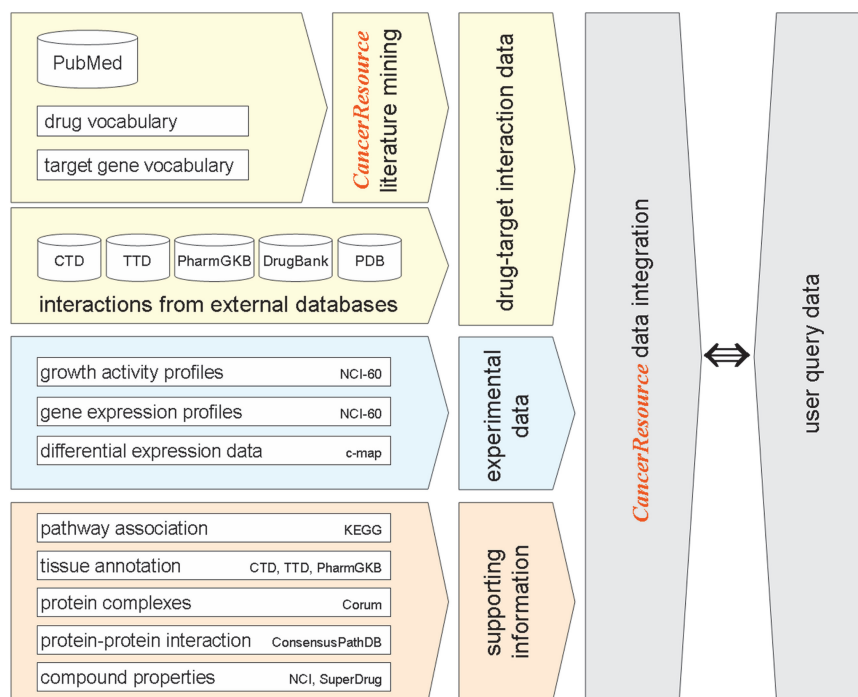 PubMed
drug vocabulary
target gene vocabulary
CancerResource
literature mining
CTD
TTD
PharmGKB
DrugBank
PDB
interactions from external databases
drug-target interaction data
growth activity profiles NCI-60
gene expression profiles NCI-60
differential expression data c-map
experimental
data
pathway association KEGG
tissue annotation CTD, TTD, PharmGKB
protein complexes Corum
protein-protein interaction ConsensusPathDB
compound properties NCI, SuperDrug
supporting
information
CancerResource data integration
user query data